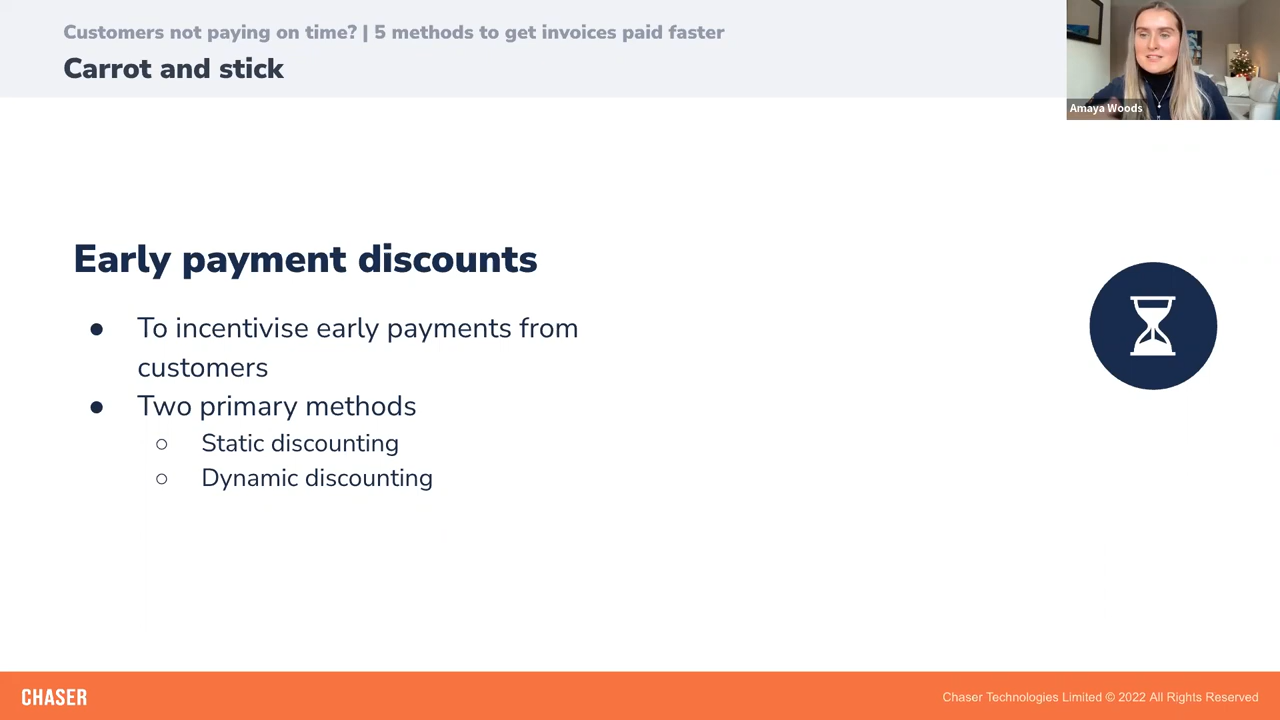 Customers not paying on time? | 5 methods to get invoices paid faster
Carrot and stick
Amaya Woods
Early payment discounts
● To incentivise early payments from
customers
● Two primary methods
○ Static discounting
○ Dynamic discounting
CHASER
Chaser Technologies Limited © 2022 All Rights Reserved